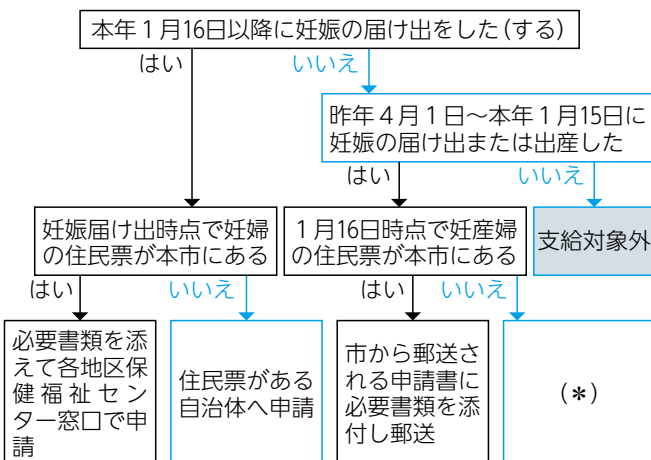 本年１月16日以降に妊娠の届け出をした(する)
はい
いいえ
昨年４月１日～本年１月15日に
妊娠の届け出または出産した
はい
いいえ
妊娠届け出時点で妊婦
の住民票が本市にある
１月16日時点で妊産婦
の住民票が本市にある
支給対象外
はい
いいえ
はい
いいえ
必要書類を添
えて各地区保
健福祉セン
ター窓口で申
請
住民票がある
自治体へ申請
市から郵送さ
れる申請書に
必要書類を添
付し郵送
(＊)